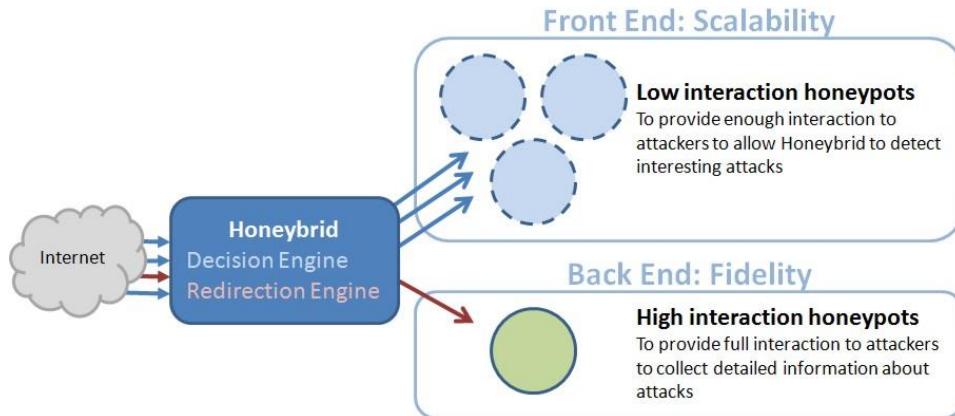 Front End: Scalability
Low interaction honeypots
To provide enough interaction to
attackers to allow Honeybrid to detect
interesting attacks
Internet
Honeybrid
Decision Engine
Redirection Engine
Back End: Fidelity
High interaction honeypots
To provide full interaction to attackers
to collect detailed information about
attacks